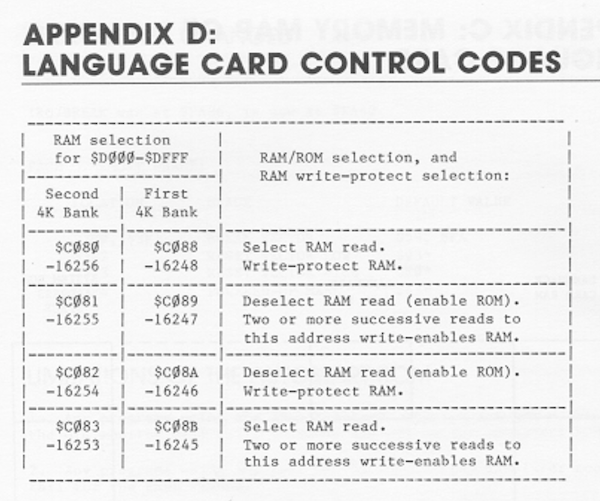 APPENDIX D:
LANGUAGE CARD CONTROL CODES
RAM selection
for $DØØØ-$DFFF
RAM/ROM selection, and
RAM write-protect selection:
Second First
4K Bank 4K Bank
$CØ8Ø $CØ88 Select RAM read.
-16256 -16248 Write-protect RAM.
$CØ81 $CØ89 Deselect RAM read (enable ROM).
-16255 -16247 Two or more successive reads to
this address write-enables RAM.
$CØ82 $CØ8A Deselect RAM read (enable ROM).
-16254 -16246 Write-protect RAM.
$CØ83 $CØ8B Select RAM read.
-16253 -16245 Two or more successive reads to
this address write-enables RAM.